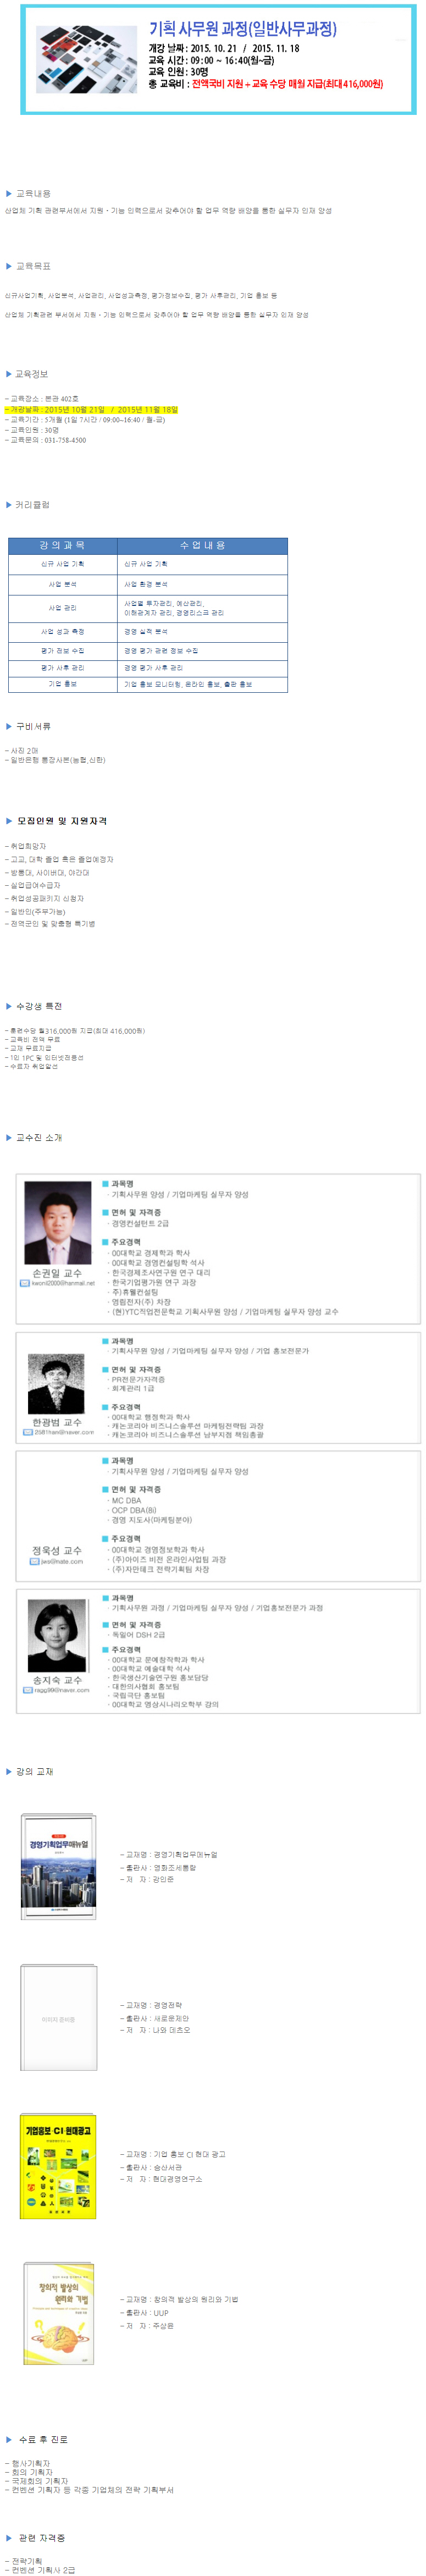 기획 사무원 과정(일반사무과정)
개강 날짜 : 2015. 10. 21 / 2015. 11. 18
교육 시간 : 09:00 ~ 16:40(월~금)
교육 인원 : 30명
총 교육비 : 전액국비 지원 + 교육 수당 매월 지급(최대 416,000원)
▶ 교육내용
산업체 기획 관련부서에서 지원·기능 인력으로서 갖추어야 할 업무 역량 배양을 통한 실무자 인재 양성
▶ 교육목표
신규사업기획, 사업분석, 사업관리, 사업성과측정, 평가정보수집, 평가 사후관리, 기업 홍보 등
산업체 기획관련 부서에서 지원·기능 인력으로서 갖추어야 할 업무 역량 배양을 통한 실무자 인재 양성
▶ 교육정보
- 교육장소 : 본관 402호
- 개강날짜 : 2015년 10월 21일 / 2015년 11월 18일
- 교육기간 : 5개월 (1일 7시간 / 09:00~16:40 / 월-금)
- 교육인원 : 30명
- 교육문의 : 031-758-4500
▶ 커리큘럼
강 의 과 목 수 업 내 용
신규 사업 기획 신규 사업 기획
사업 분석 사업 환경 분석
사업 관리 사업별 투자관리, 예산관리,
이해관계자 관리, 경영리스크 관리
사업 성과 측정 경영 실적 분석
평가 정보 수집 경영 평가 관련 정보 수집
평가 사후 관리 경영 평가 사후 관리
기업 홍보 기업 홍보 모니터링, 온라인 홍보, 출판 홍보
▶ 구비서류
- 사진 2매
- 일반은행 통장사본(농협,신한)
▶ 모집인원 및 지원자격
- 취업희망자
- 고교, 대학 졸업 혹은 졸업예정자
- 방통대, 사이버대, 야간대
- 실업급여수급자
- 취업성공패키지 신청자
- 일반인(주부가능)
- 전역군인 및 맞춤형 특기병
▶ 수강생 특전
- 훈련수당 월316,000원 지급(최대 416,000원)
- 교육비 전액 무료
- 교재 무료지급
- 1인 1PC 및 인터넷전용선
- 수료자 취업알선
▶ 교수진 소개
■ 과목명
· 기획사무원 양성 / 기업마케팅 실무자 양성
■ 면허 및 자격증
· 경영컨설턴트 2급
■ 주요경력
· 00대학교 경제학과 학사
· 00대학교 경영컨설팅학 석사
· 한국경제조사연구원 연구 대리
· 한국기업평가원 연구 과장
· 주)휴웰컨설팅
· 영림전자(주) 차장
· (현)YTC직업전문학교 기획사무원 양성 / 기업마케팅 실무자 양성 교수
손권일 교수
kwonil2009@hanmail.net
■ 과목명
· 기획사무원 양성 / 기업마케팅 실무자 양성 / 기업 홍보전문가
■ 면허 및 자격증
· PR전문가자격증
· 회계관리 1급
■ 주요경력
· 00대학교 행정학과 학사
· 캐논코리아 비즈니스솔루션 마케팅전략팀 과장
· 캐논코리아 비즈니스솔루션 남부지점 책임총괄
한광범 교수
2581han@naver.com
■ 과목명
· 기획사무원 양성 / 기업마케팅 실무자 양성
■ 면허 및 자격증
· MC DBA
· OCP DBA(8i)
· 경영 지도사(마케팅분야)
■ 주요경력
· 00대학교 경영정보학과 학사
· (주)아이즈 비전 온라인사업팀 과장
· (주)자만테크 전략기획팀 차장
정욱성 교수
jws@nate.com
■ 과목명
· 기획사무원 과정 / 기업마케팅 실무자 양성 / 기업홍보전문가 과정
■ 면허 및 자격증
· 독일어 DSH 2급
■ 주요경력
· 00대학교 문예창작학과 학사
· 00대학교 예술대학 석사
· 한국생산기술연구원 홍보담당
· 대한의사협회 홍보팀
· 국립극단 홍보팀
· 00대학교 영상시나리오학부 강의
송지숙 교수
ragg99@naver.com
▶ 강의 교재
경영기획업무매뉴얼
- 교재명 : 경영기획업무매뉴얼
- 출판사 : 영화조세통람
- 저 자 : 강인준
이미지 준비중
- 교재명 : 경영전략
- 출판사 : 새로운제안
- 저 자 : 나와 미츠오
기업홍보 CI 현대광고
- 교재명 : 기업 홍보 CI 현대 광고
- 출판사 : 승산서관
- 저 자 : 현대경영연구소
창의적 발상의
원리와 기법
- 교재명 : 창의적 발상의 원리와 기법
- 출판사 : UUP
- 저 자 : 주삼환
▶ 수료 후 진로
- 행사기획자
- 회의 기획자
- 국제회의 기획자
- 컨벤션 기획자 등 각종 기업체의 전략 기획부서
▶ 관련 자격증
- 전략기획
- 컨벤션 기획사 2급